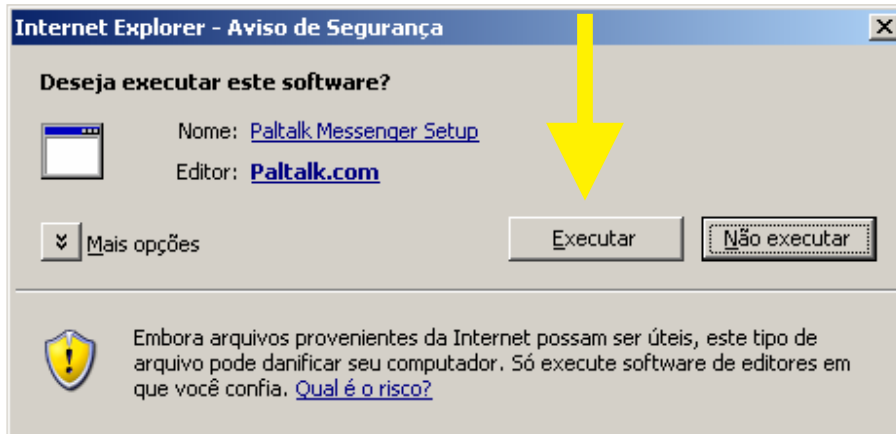 Internet Explorer - Aviso de Segurança
Deseja executar este software?
Nome: Paltalk Messenger Setup
Editor: Paltalk.com
Mais opções
Executar
Não executar
Embora arquivos provenientes da Internet possam ser úteis, este tipo de
arquivo pode danificar seu computador. Só execute software de editores em
que você confia. Qual é o risco?